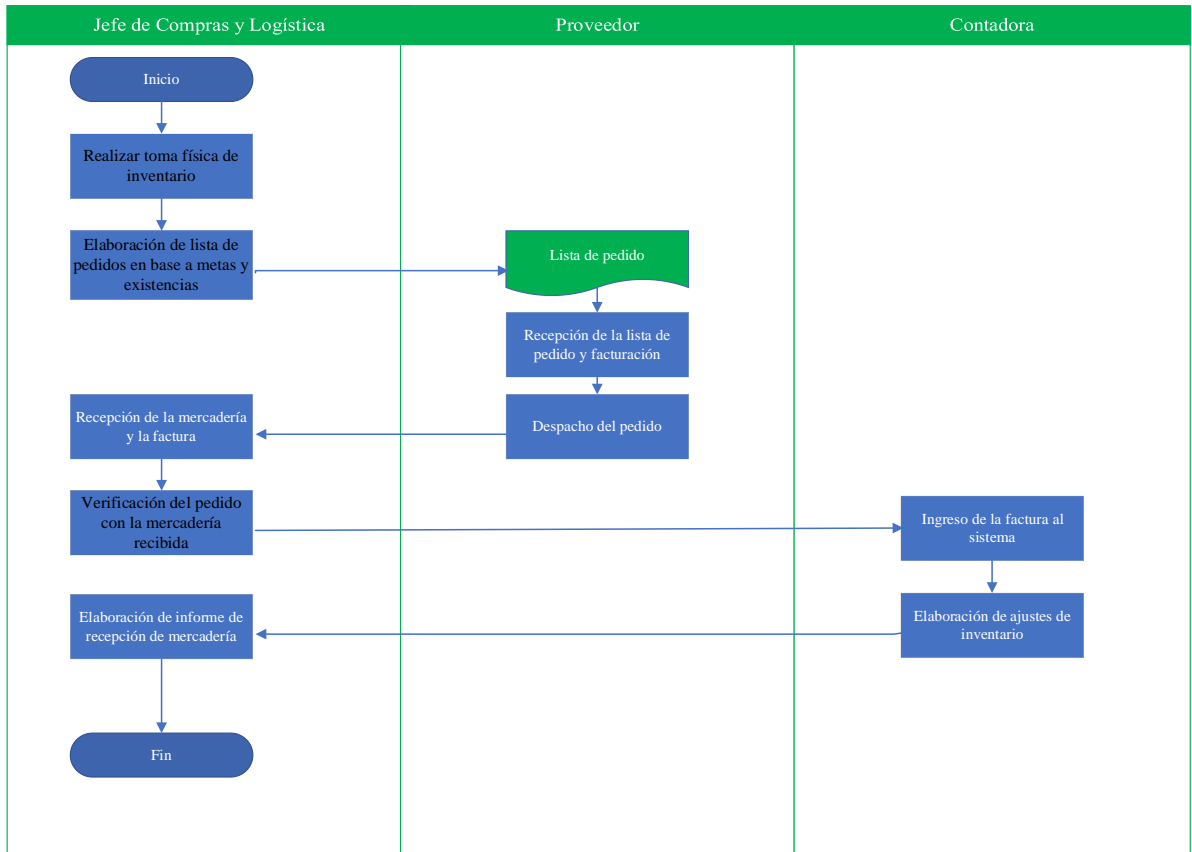 Jefe de Compras y Logística
Proveedor
Contadora
Inicio
Realizar toma física de
inventario
Elaboración de lista de
pedidos en base a metas y
existencias
Lista de pedido
Recepción de la lista de
pedido y facturación
Despacho del pedido
Recepción de la mercadería
y la factura
Verificación del pedido
con la mercadería
recibida
Ingreso de la factura al
sistema
Elaboración de ajustes de
inventario
Elaboración de informe de
recepción de mercadería
Fin